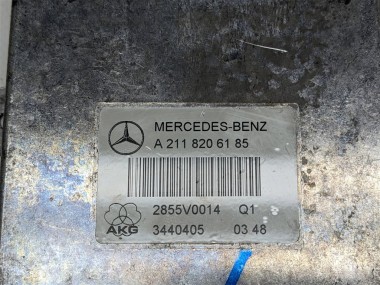 MERCEDES-BENZ
A 211 820 61 85
2855V0014 Q1
AKG 3440405 03 48